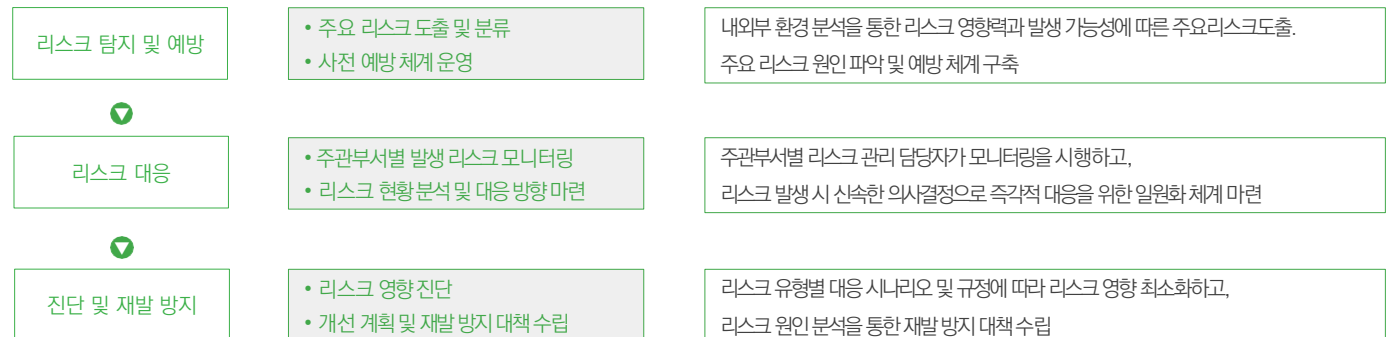 리스크 탐지 및 예방
• 주요 리스크 도출 및 분류
• 사전 예방 체계 운영
내외부 환경 분석을 통한 리스크 영향력과 발생 가능성에 따른 주요리스크도출.
주요 리스크 원인 파악 및 예방 체계 구축
리스크 대응
• 주관부서별 발생 리스크 모니터링
• 리스크 현황 분석 및 대응 방향 마련
주관부서별 리스크 관리 담당자가 모니터링을 시행하고,
리스크 발생 시 신속한 의사결정으로 즉각적 대응을 위한 일원화 체계 마련
진단 및 재발 방지
• 리스크 영향 진단
• 개선 계획 및 재발 방지 대책 수립
리스크 유형별 대응 시나리오 및 규정에 따라 리스크 영향 최소화하고,
리스크 원인 분석을 통한 재발 방지 대책 수립